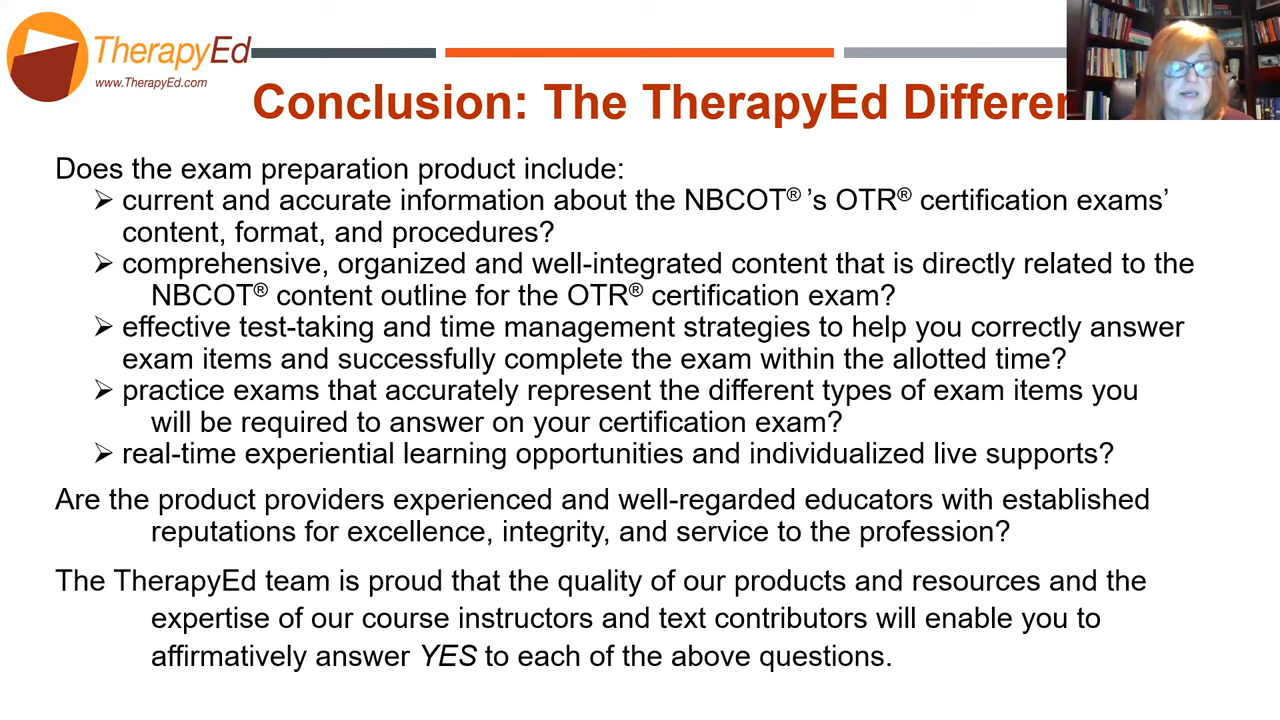 TherapyEd
www.TherapyEd.com
Conclusion: The TherapyEd Differen
Does the exam preparation product include:
➢ current and accurate information about the NBCOT® 's OTR® certification exams'
content, format, and procedures?
➢ comprehensive, organized and well-integrated content that is directly related to the
NBCOT® content outline for the OTR® certification exam?
➢ effective test-taking and time management strategies to help you correctly answer
exam items and successfully complete the exam within the allotted time?
➢ practice exams that accurately represent the different types of exam items you
will be required to answer on your certification exam?
➢ real-time experiential learning opportunities and individualized live supports?
Are the product providers experienced and well-regarded educators with established
reputations for excellence, integrity, and service to the profession?
The TherapyEd team is proud that the quality of our products and resources and the
expertise of our course instructors and text contributors will enable you to
affirmatively answer YES to each of the above questions.